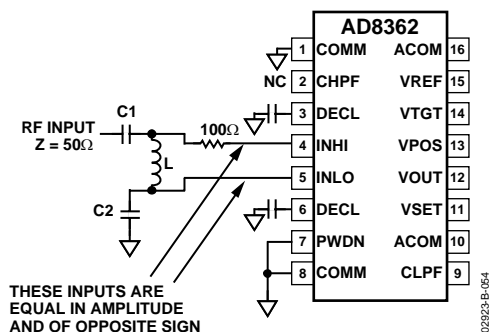 AD8362
1 COMM ACOM 16
NC 2 CHPF VREF 15
C1
3 DECL VTGT 14
RF INPUT
Z = 50Ω
100Ω
4 INHI VPOS 13
L
5 INLO VOUT 12
C2
6 DECL VSET 11
7 PWDN ACOM 10
8 COMM CLPF 9
THESE INPUTS ARE
EQUAL IN AMPLITUDE
AND OF OPPOSITE SIGN
02923-B-054